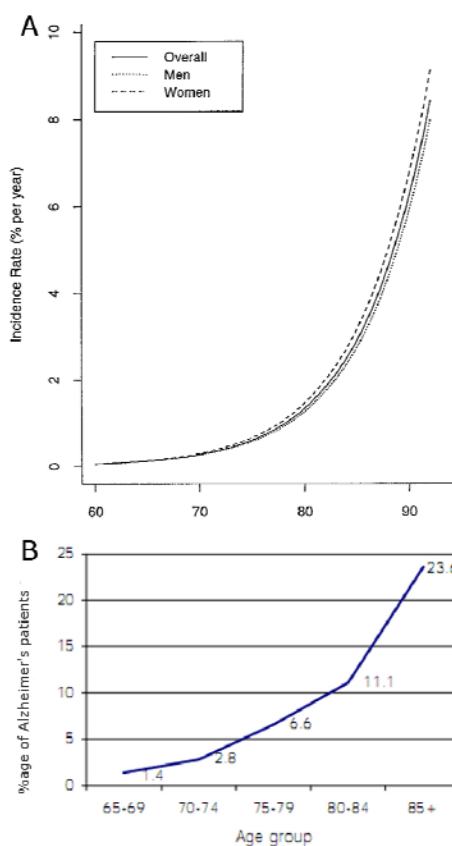 A
Overall
Men
Women
Incidence Rate (% per year)
10
8
6
4
2
0
60 70 80 90
B
%age of Alzheimer's patients
25
20
15
10
5
0
1.4
2.8
6.6
11.1
23.6
65-69 70-74 75-79 80-84 85+
Age group